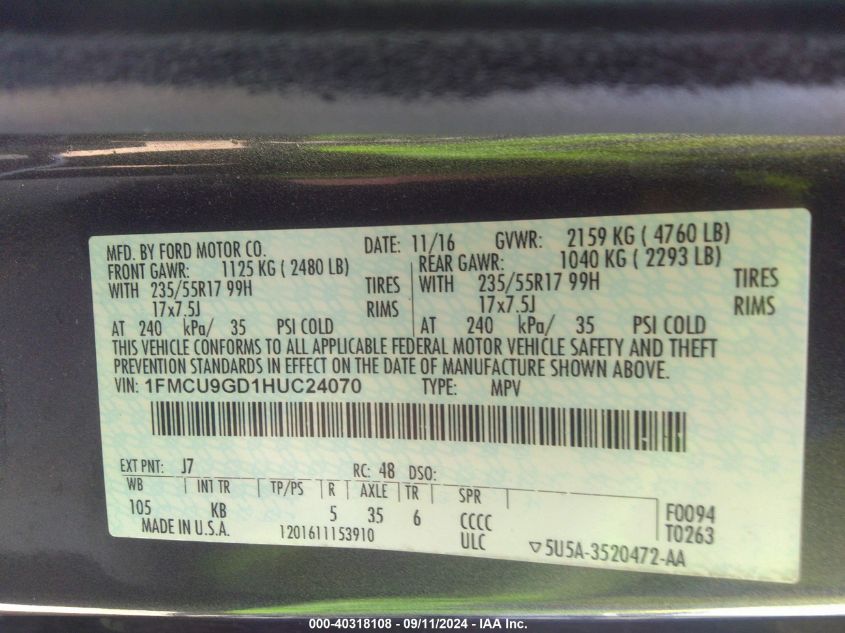 MFD. BY FORD MOTOR CO. DATE: 11/16 GVWR: 2159 KG ( 4760 LB)
FRONT GAWR: 1125 KG ( 2480 LB) REAR GAWR: 1040 KG ( 2293 LB)
WITH 235/55R17 99H TIRES WITH 235/55R17 99H TIRES
17x7.5J RIMS 17x7.5J RIMS
AT 240 kPa/ 35 PSI COLD AT 240 kPa/ 35 PSI COLD
THIS VEHICLE CONFORMS TO ALL APPLICABLE FEDERAL MOTOR VEHICLE SAFETY AND THEFT
PREVENTION STANDARDS IN EFFECT ON THE DATE OF MANUFACTURE SHOWN ABOVE.
VIN: 1FMCU9GD1HUC24070 TYPE: MPV
EXT PNT: J7 RC: 48 DSO:
WB INT TR TP/PS R AXLE TR SPR
105 KB 5 35 6 CCCC F0094
MADE IN U.S.A. 1201611153910 ULC T0263
▽5U5A-3520472-AA
000-40318108 - 09/11/2024 - IAA Inc.